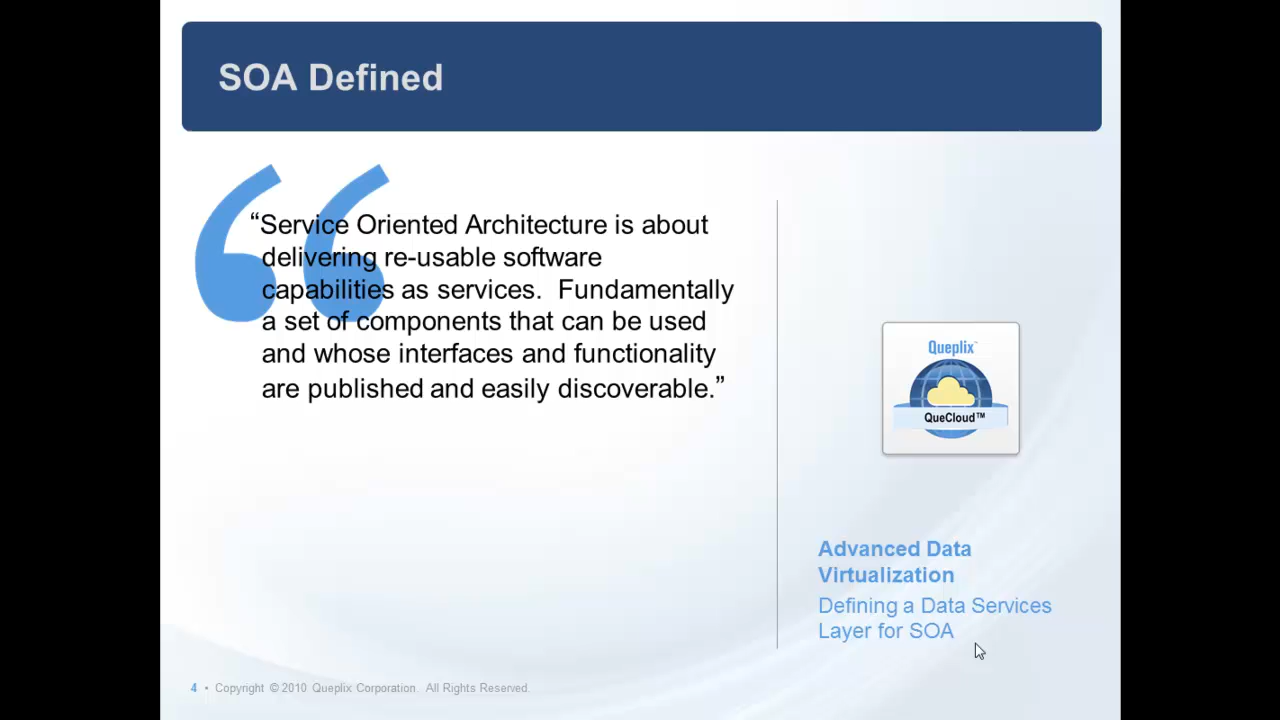 SOA Defined
“Service Oriented Architecture is about
delivering re-usable software
capabilities as services.  Fundamentally
a set of components that can be used
and whose interfaces and functionality
are published and easily discoverable.”
Queplix™
QueCloud™
Advanced Data
Virtualization
Defining a Data Services
Layer for SOA
4 • Copyright © 2010 Queplix Corporation.  All Rights Reserved.